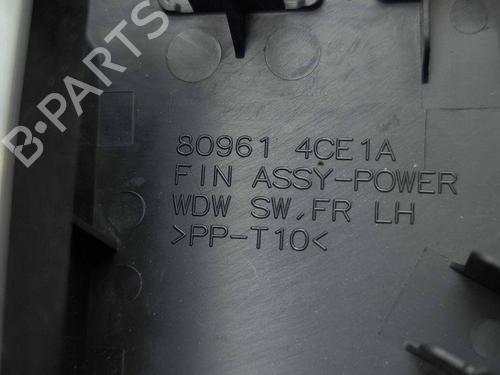 B·PARTS
80961 4CE1A
FIN ASSY-POWER
WDW SW, FR LH
>PP-T10<